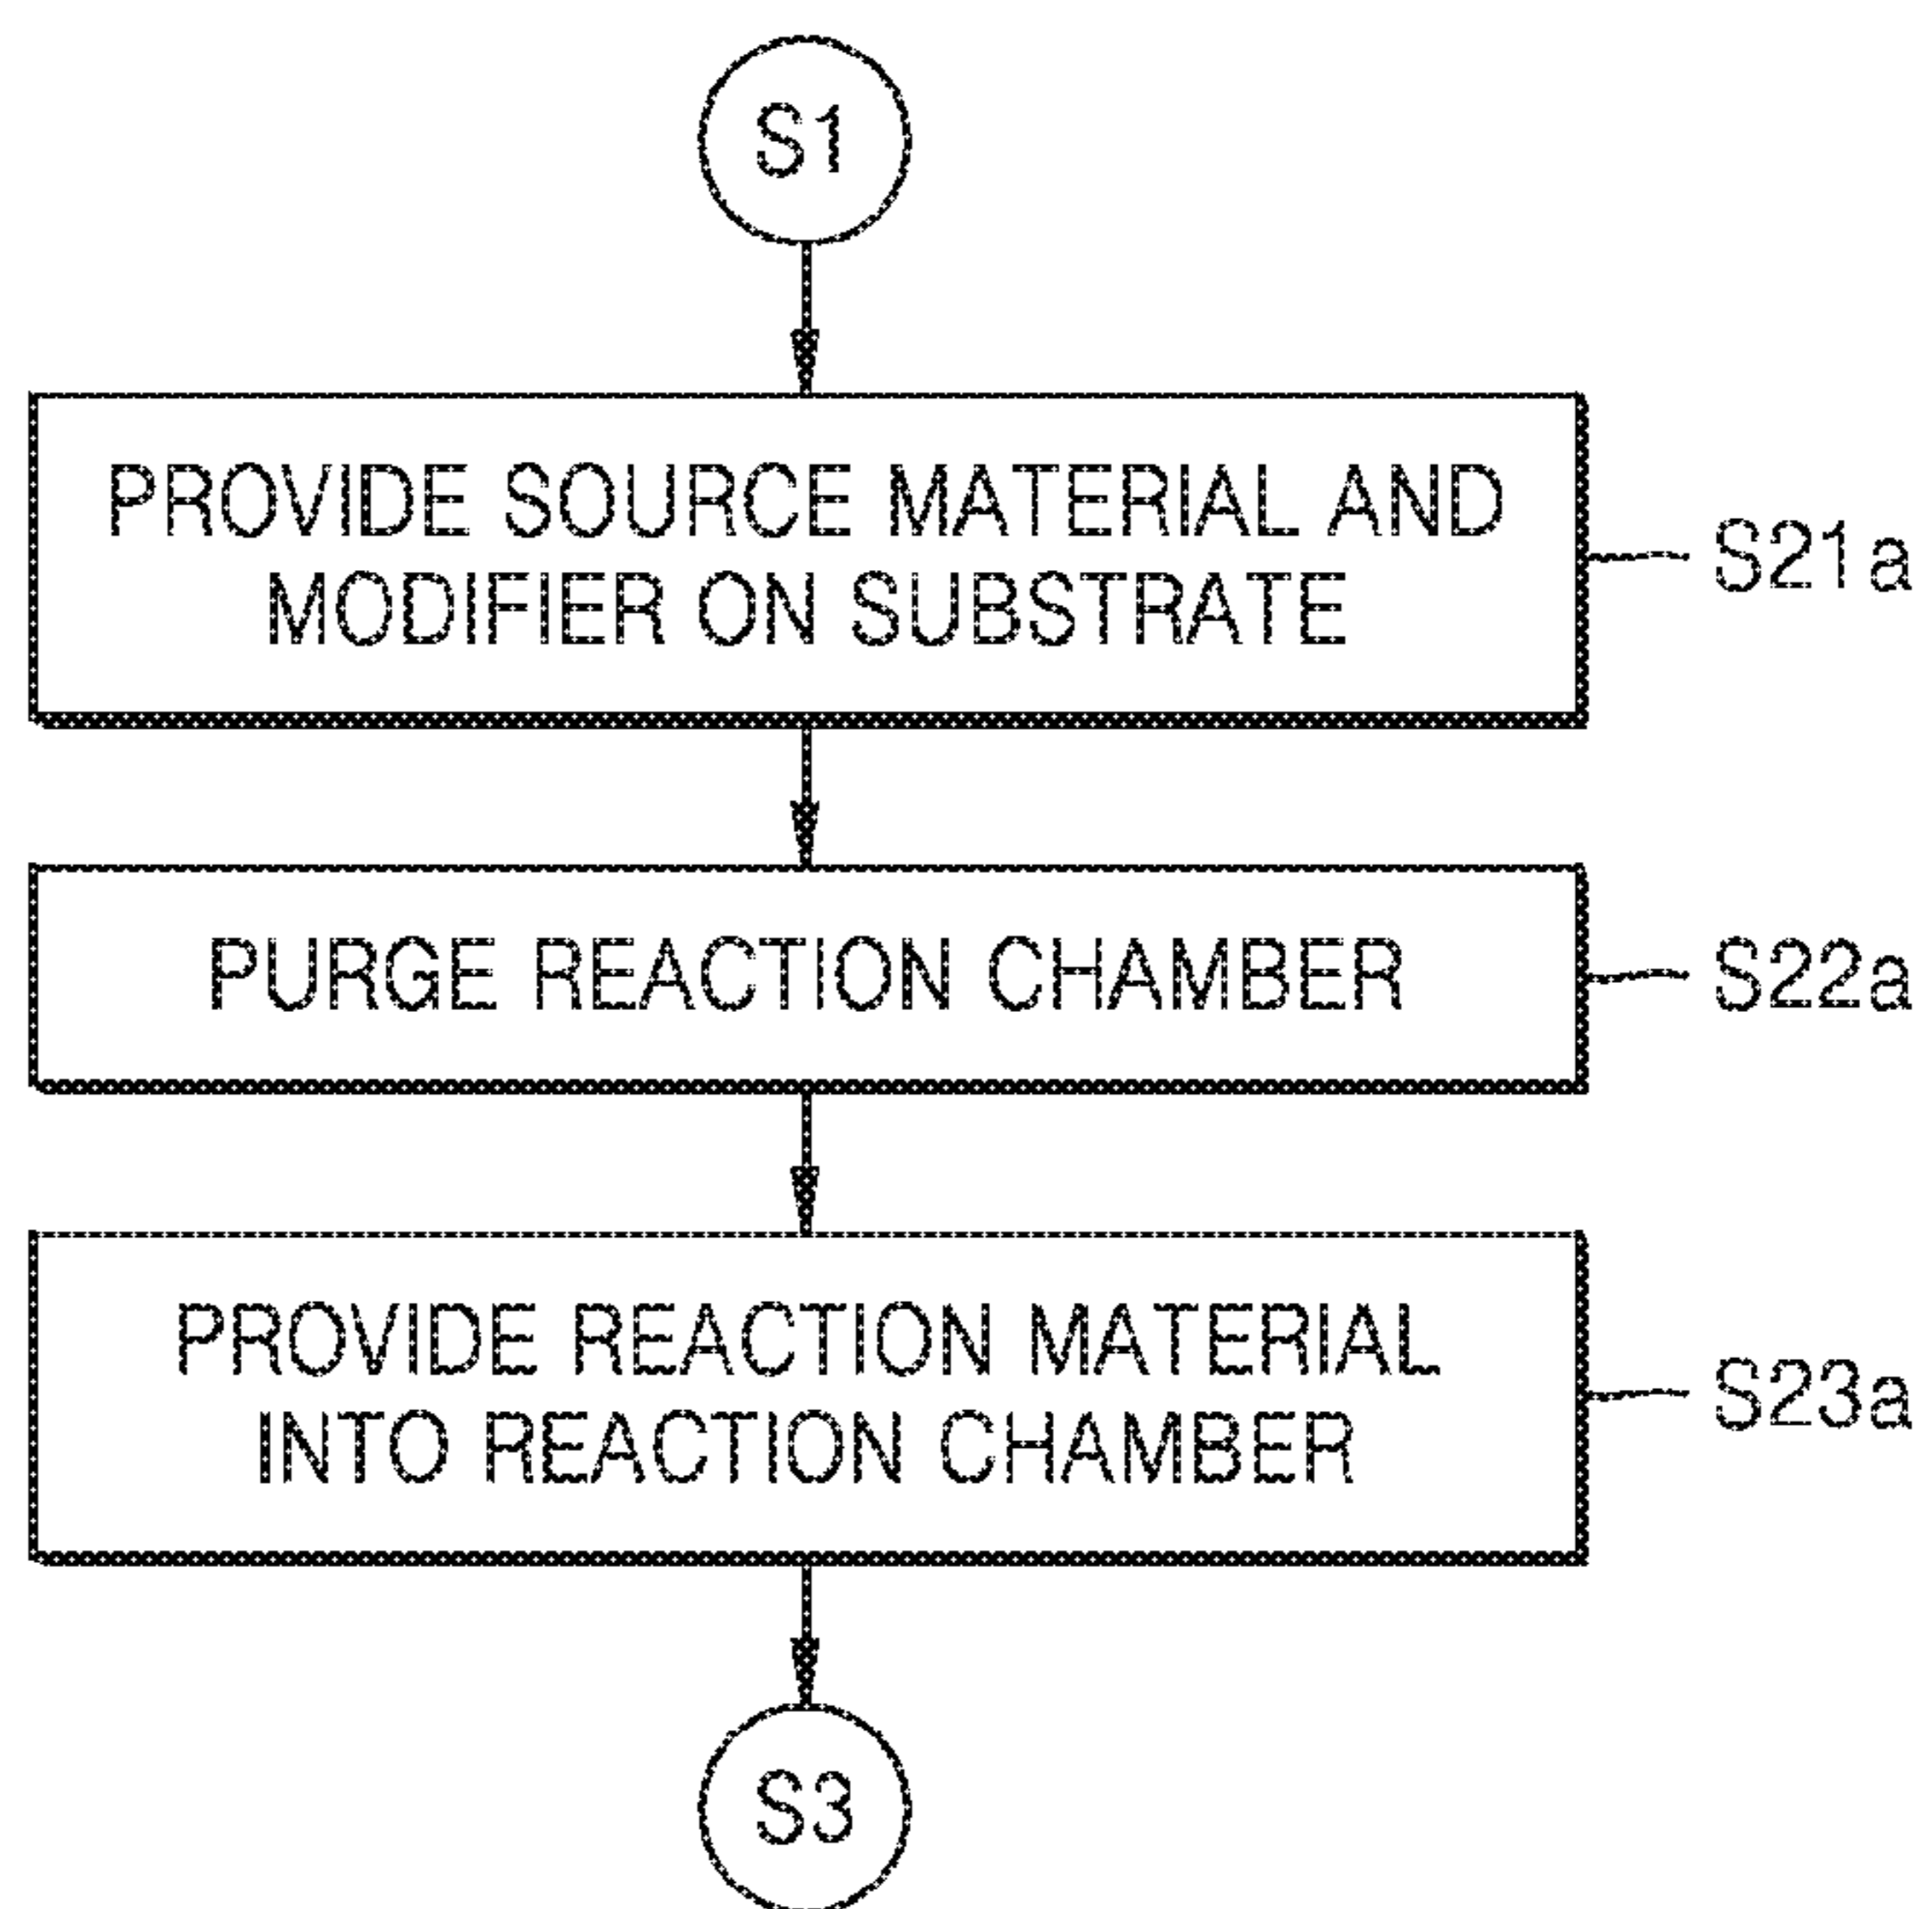 S1
PROVIDE SOURCE MATERIAL AND
MODIFIER ON SUBSTRATE
S21a
PURGE REACTION CHAMBER
S22a
PROVIDE REACTION MATERIAL
INTO REACTION CHAMBER
S23a
S3